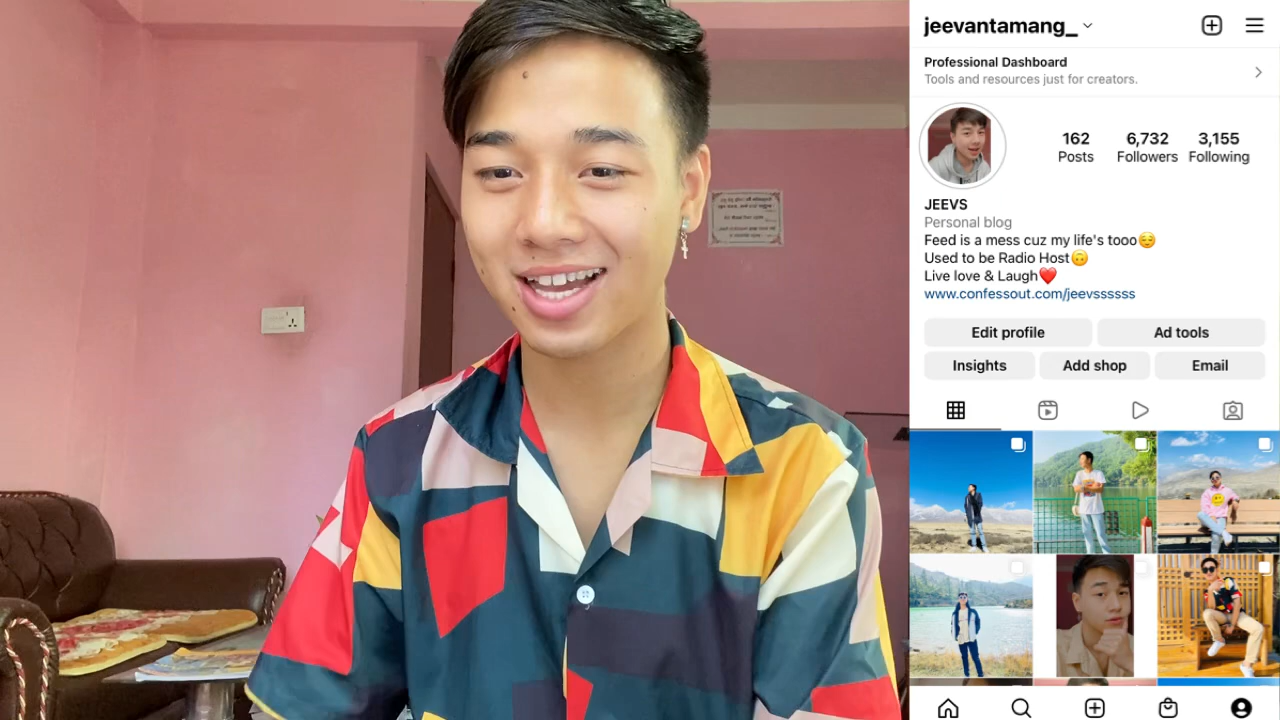 jeevantamang_
Professional Dashboard
Tools and resources just for creators.
162
Posts
6,732
Followers
3,155
Following
JEEVS
Personal blog
Feed is a mess cuz my life's tooo😌
Used to be Radio Host🙃
Live love & Laugh❤️
www.confessout.com/jeevssssss
Edit profile
Ad tools
Insights
Add shop
Email